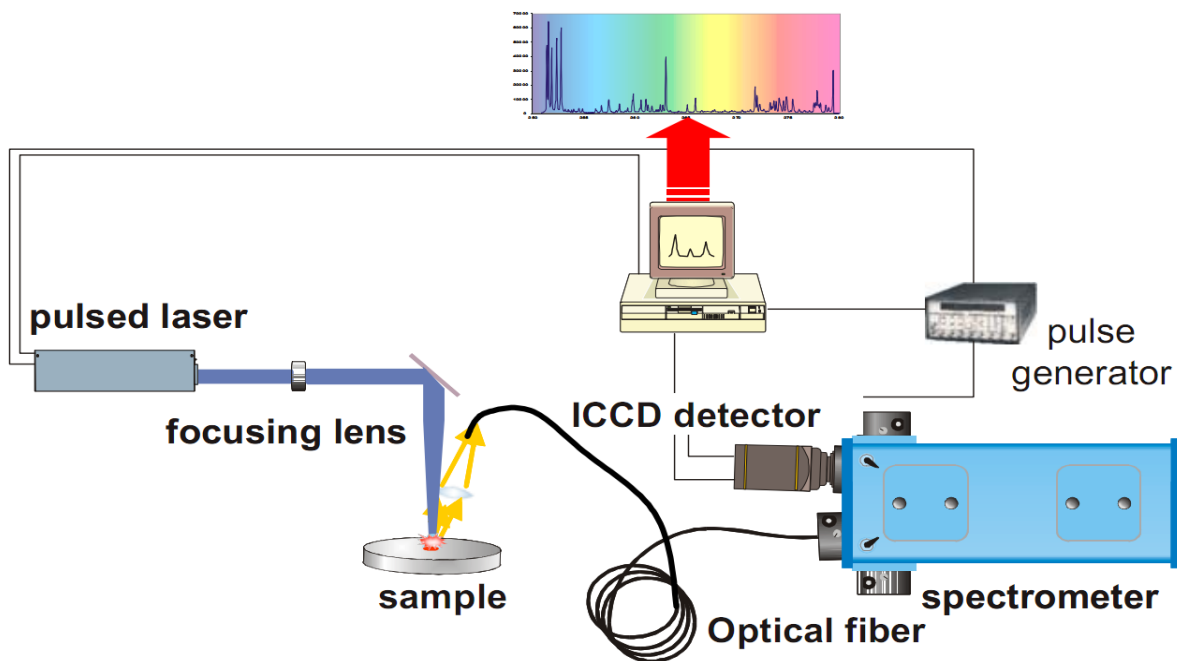 pulsed laser
focusing lens
sample
ICCD detector
pulse
generator
Optical fiber
spectrometer